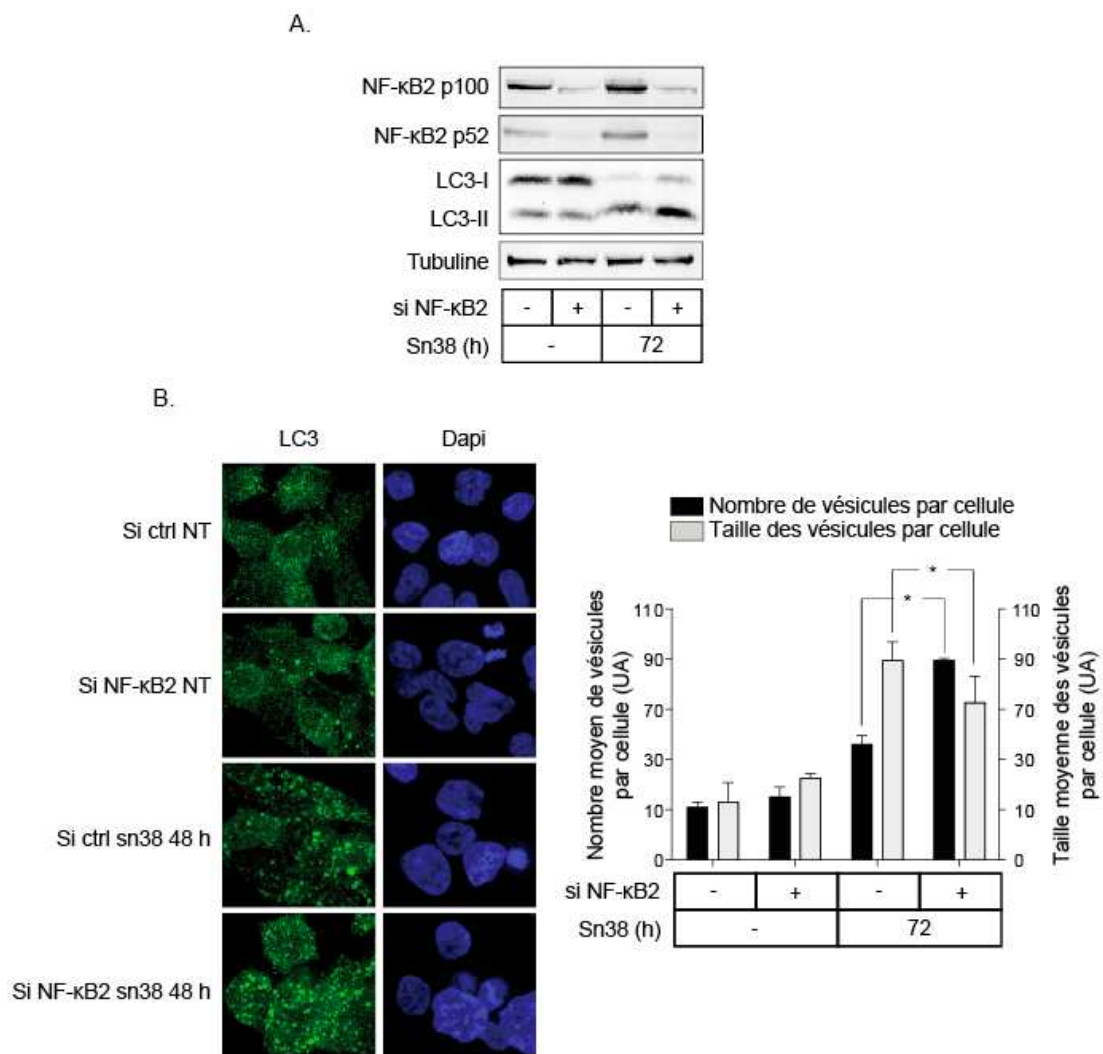 A.
NF-κB2 p100
NF-κB2 p52
LC3-I
LC3-II
Tubuline
si NF-κB2 - + - +
Sn38 (h) - 72
B.
LC3 Dapi
Si ctrl NT
Si NF-κB2 NT
Si ctrl sn38 48 h
Si NF-κB2 sn38 48 h
Nombre de vésicules par cellule
Taille des vésicules par cellule
* *
Nombre moyen de vésicules
par cellule (UA)
110 110
90 90
70 70
30 30
10 10
0 0
Taille moyenne des vésicules
par cellule (UA)
si NF-κB2 - + - +
Sn38 (h) - 72